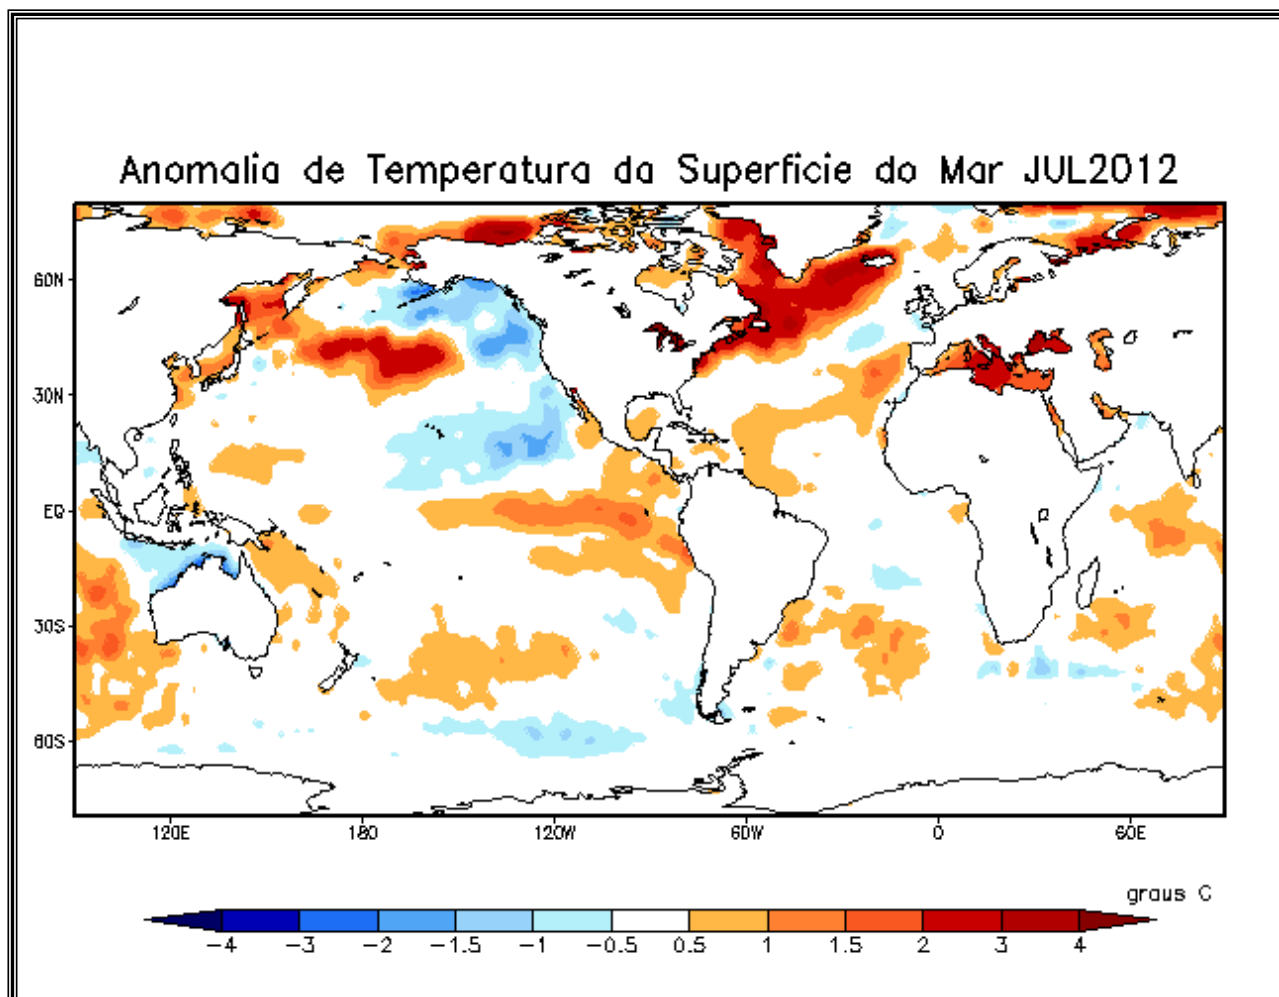 Anomalia de Temperatura da Superficie do Mar JUL2012
60N
30N
EQ
30S
60S
120E 180 120W 60W 0 60E
graus C
-4 -3 -2 -1.5 -1 -0.5 0.5 1 1.5 2 3 4